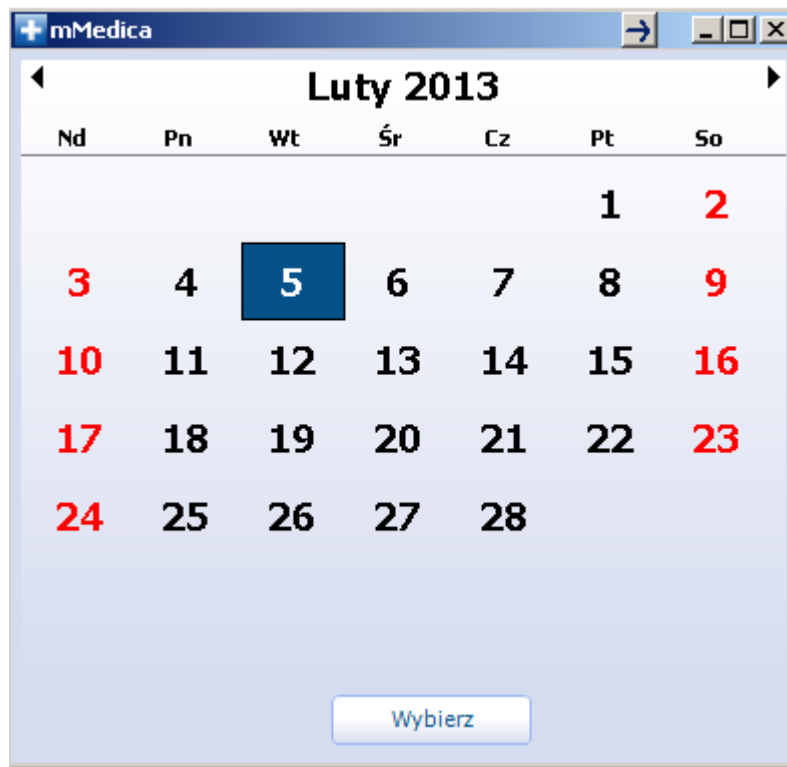 mMedica
Luty 2013
Nd Pn Wt Śr Cz Pt So
1 2
3 4 5 6 7 8 9
10 11 12 13 14 15 16
17 18 19 20 21 22 23
24 25 26 27 28
Wybierz